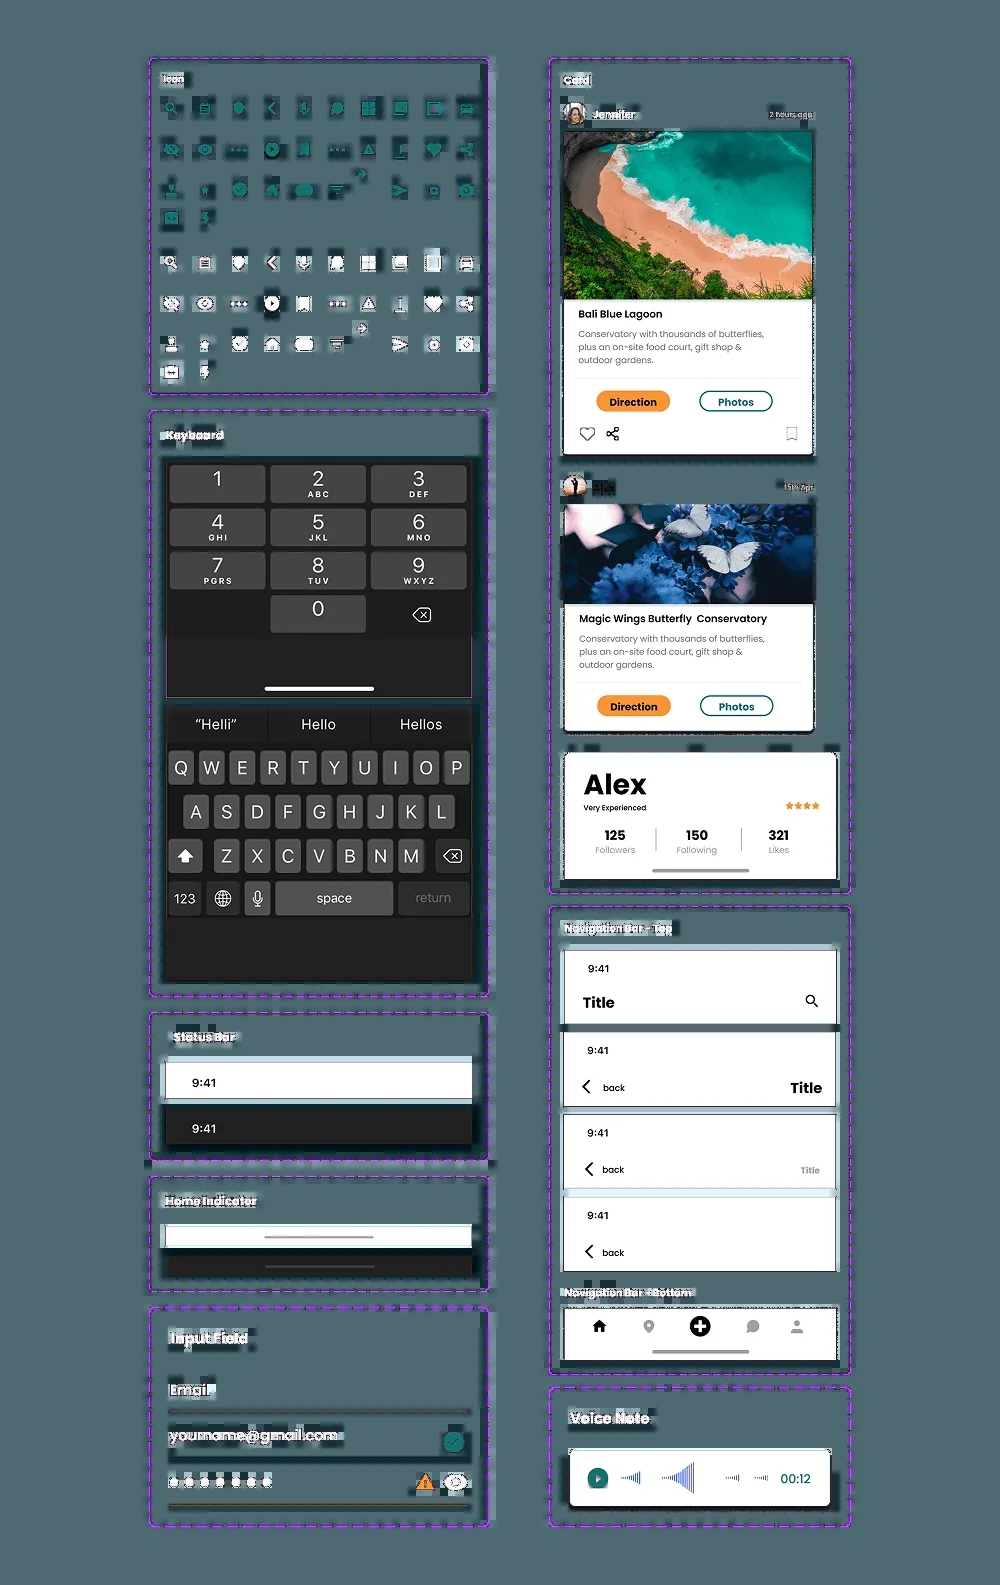 Icon
Keyboard
1
2
ABC
3
DEF
4
GHI
5
JKL
6
MNO
7
PGRS
8
TUV
9
WXYZ
0
"Helli" Hello Hellos
Q W E R T Y U I O P
A S D F G H J K L
Z X C V B N M
123 space return
Status Bar
9:41
9:41
Home Indicator
Input Field
Email
yourname@gmail.com
Card
Jennifer 2 hours ago
Bali Blue Lagoon
Conservatory with thousands of butterflies,
plus an on-site food court, gift shop &
outdoor gardens.
Direction Photos
Alex 15th Apr
Magic Wings Butterfly Conservatory
Conservatory with thousands of butterflies,
plus an on-site food court, gift shop &
outdoor gardens.
Direction Photos
Alex
Very Experienced
125 150 321
Followers Following Likes
Navigation Bar - Top
9:41
Title
9:41
back Title
9:41
back Title
9:41
back
Navigation Bar - Bottom
Voice Note
00:12